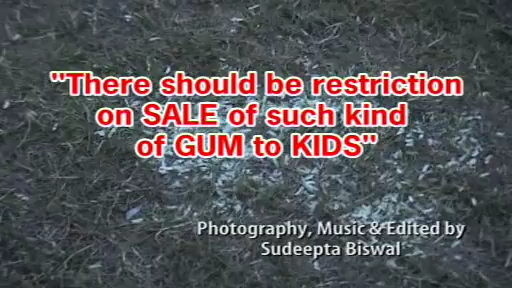 "There should be restriction
on SALE of such kind
of GUM to KIDS"
Photography, Music & Edited by
Sudeepta Biswal